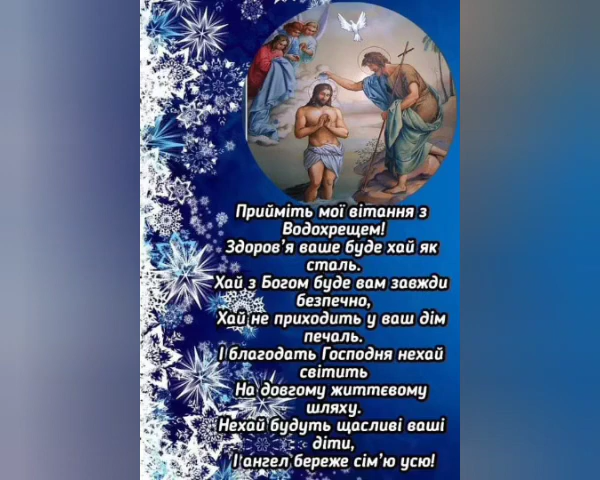 Прийміть мої вітання з
Водохрещем!
Здоров’я ваше буде хай як
сталь.
Хай з Богом буде вам завжди
безпечно,
Хай не приходить у ваш дім
печаль.
І благодать Господня нехай
світить
На довгому життєвому
шляху.
Нехай будуть щасливі ваші
діти,
І ангел береже сім’ю усю!